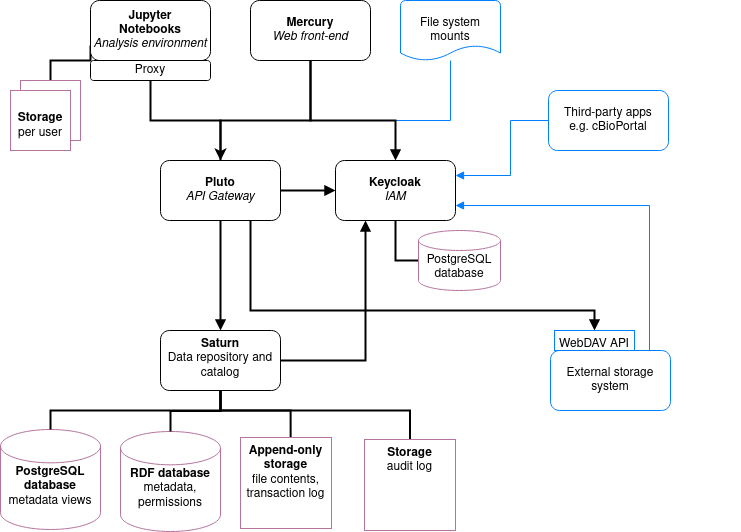 Jupyter
Notebooks
Analysis environment
Proxy
Mercury
Web front-end
File system
mounts
Storage
per user
Third-party apps
e.g. cBioPortal
Pluto
API Gateway
Keycloak
IAM
PostgreSQL
database
Saturn
Data repository and
catalog
WebDAV API
External storage
system
PostgreSQL
database
metadata views
RDF database
metadata,
permissions
Append-only
storage
file contents,
transaction log
Storage
audit log